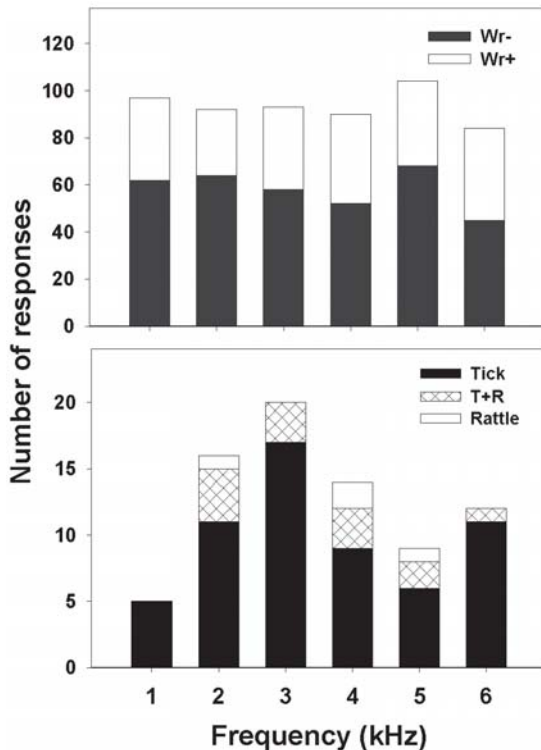 Number of responses
120
100
80
60
40
20
0
Wr-
Wr+
20
15
10
5
0
Tick
T+R
Rattle
1 2 3 4 5 6
Frequency (kHz)